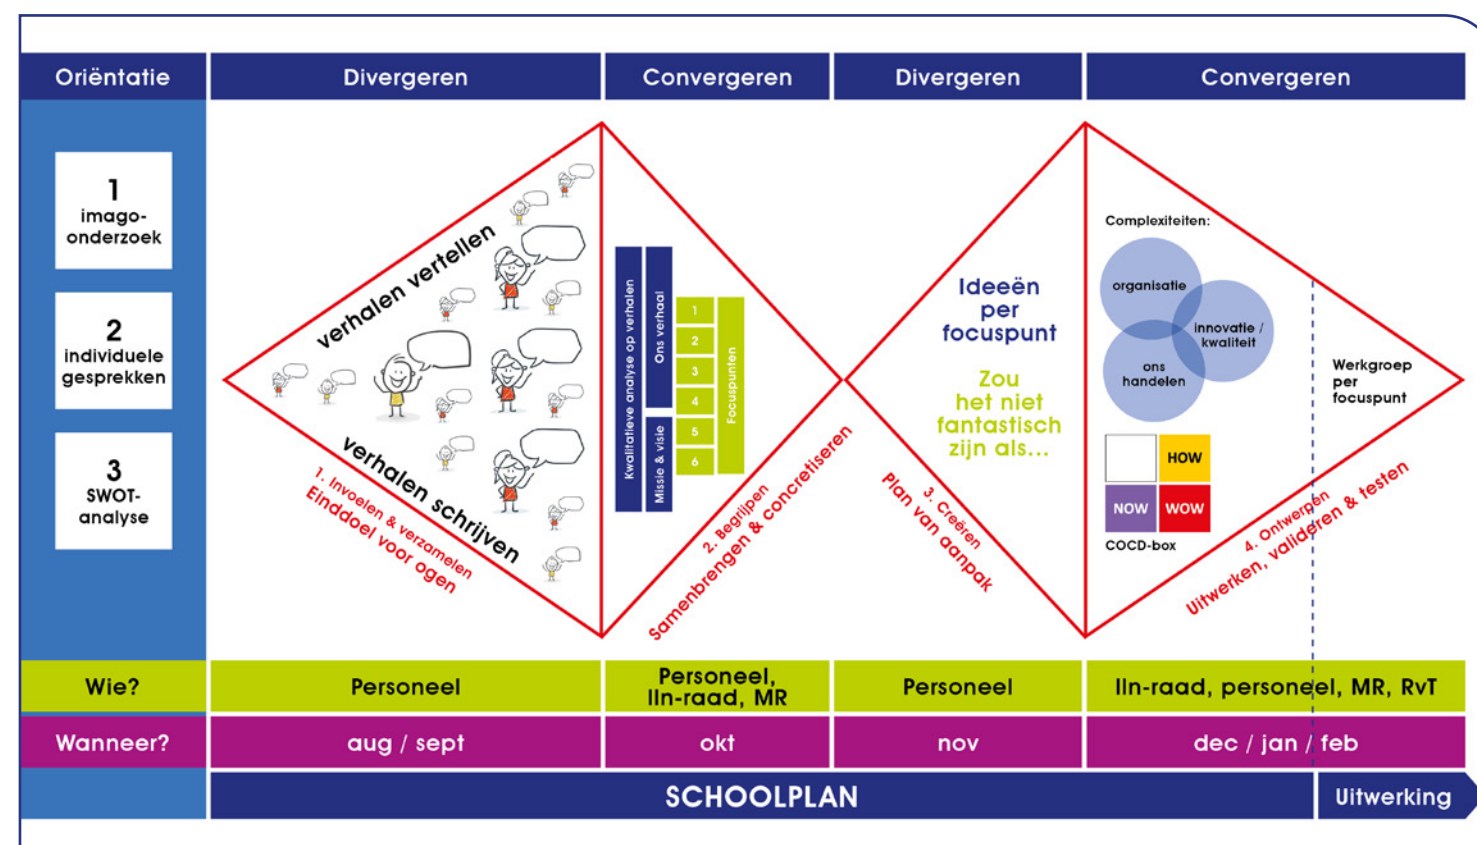 Oriëntatie
Divergeren
Convergeren
Divergeren
Convergeren
1
imago-
onderzoek
2
individuele
gesprekken
3
SWOT-
analyse
verhalen vertellen
verhalen schrijven
1. Invoelen & verzamelen
Einddoel voor ogen
Kwalitatieve analyse op verhalen
Ons verhaal
Missie & visie
1
2
3
4
5
6
Focuspunten
2. Begrijpen
Samenbrengen & concretiseren
Ideeën
per
focuspunt
Zou
het niet
fantastisch
zijn als...
3. Creëren
Plan van aanpak
Complexiteiten:
organisatie
innovatie /
kwaliteit
ons
handelen
HOW
NOW
WOW
COCD-box
Werkgroep
per
focuspunt
4. Ontwerpen
Uitwerken, valideren & testen
Wie?
Personeel
Personeel,
lln-raad, MR
Personeel
lln-raad, personeel, MR, RvT
Wanneer?
aug / sept
okt
nov
dec / jan / feb
SCHOOLPLAN
Uitwerking